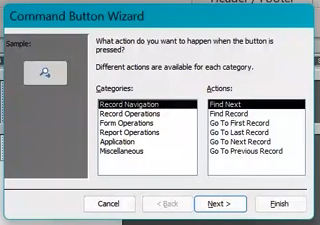 Header / Footer
Command Button Wizard
Sample:
What action do you want to happen when the button is
pressed?
Different actions are available for each category.
Categories:
Actions:
Record Navigation
Record Operations
Form Operations
Report Operations
Application
Miscellaneous
Find Next
Find Record
Go To First Record
Go To Last Record
Go To Next Record
Go To Previous Record
Cancel
< Back
Next >
Finish